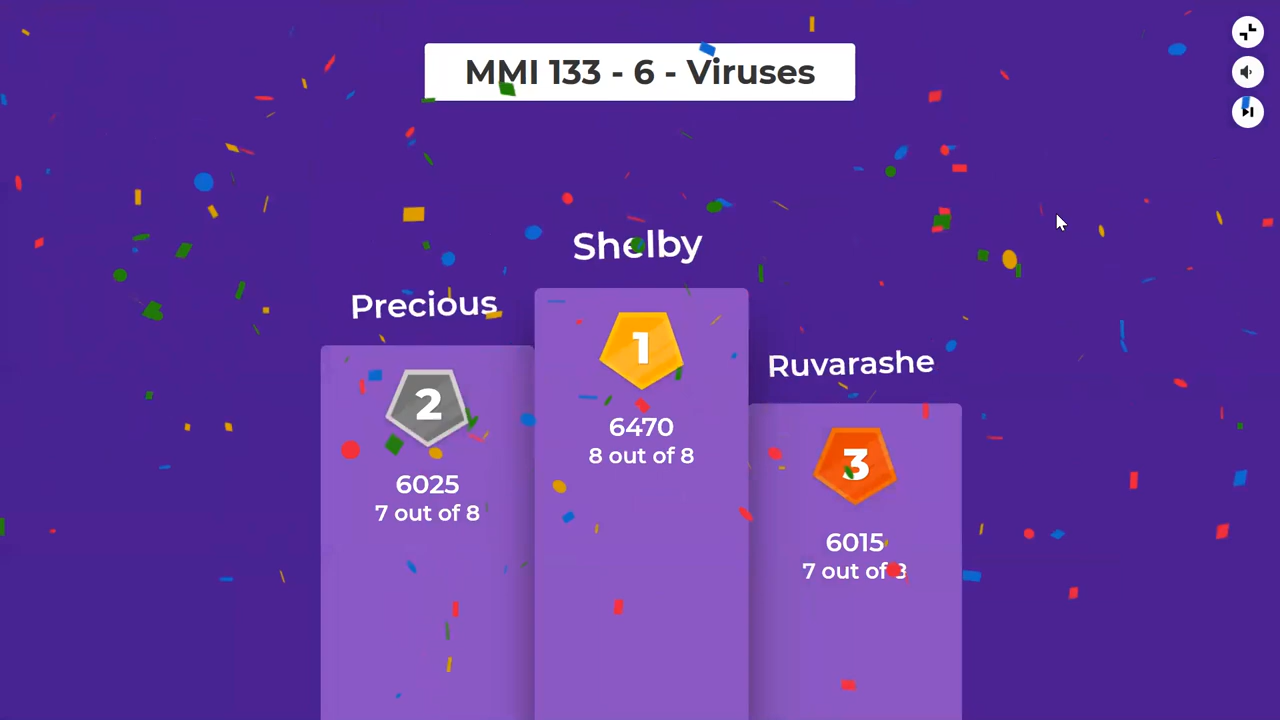 MMI 133 - 6 - Viruses
Shelby
1
6470
8 out of 8
Precious
2
6025
7 out of 8
Ruvarashe
3
6015
7 out of 8